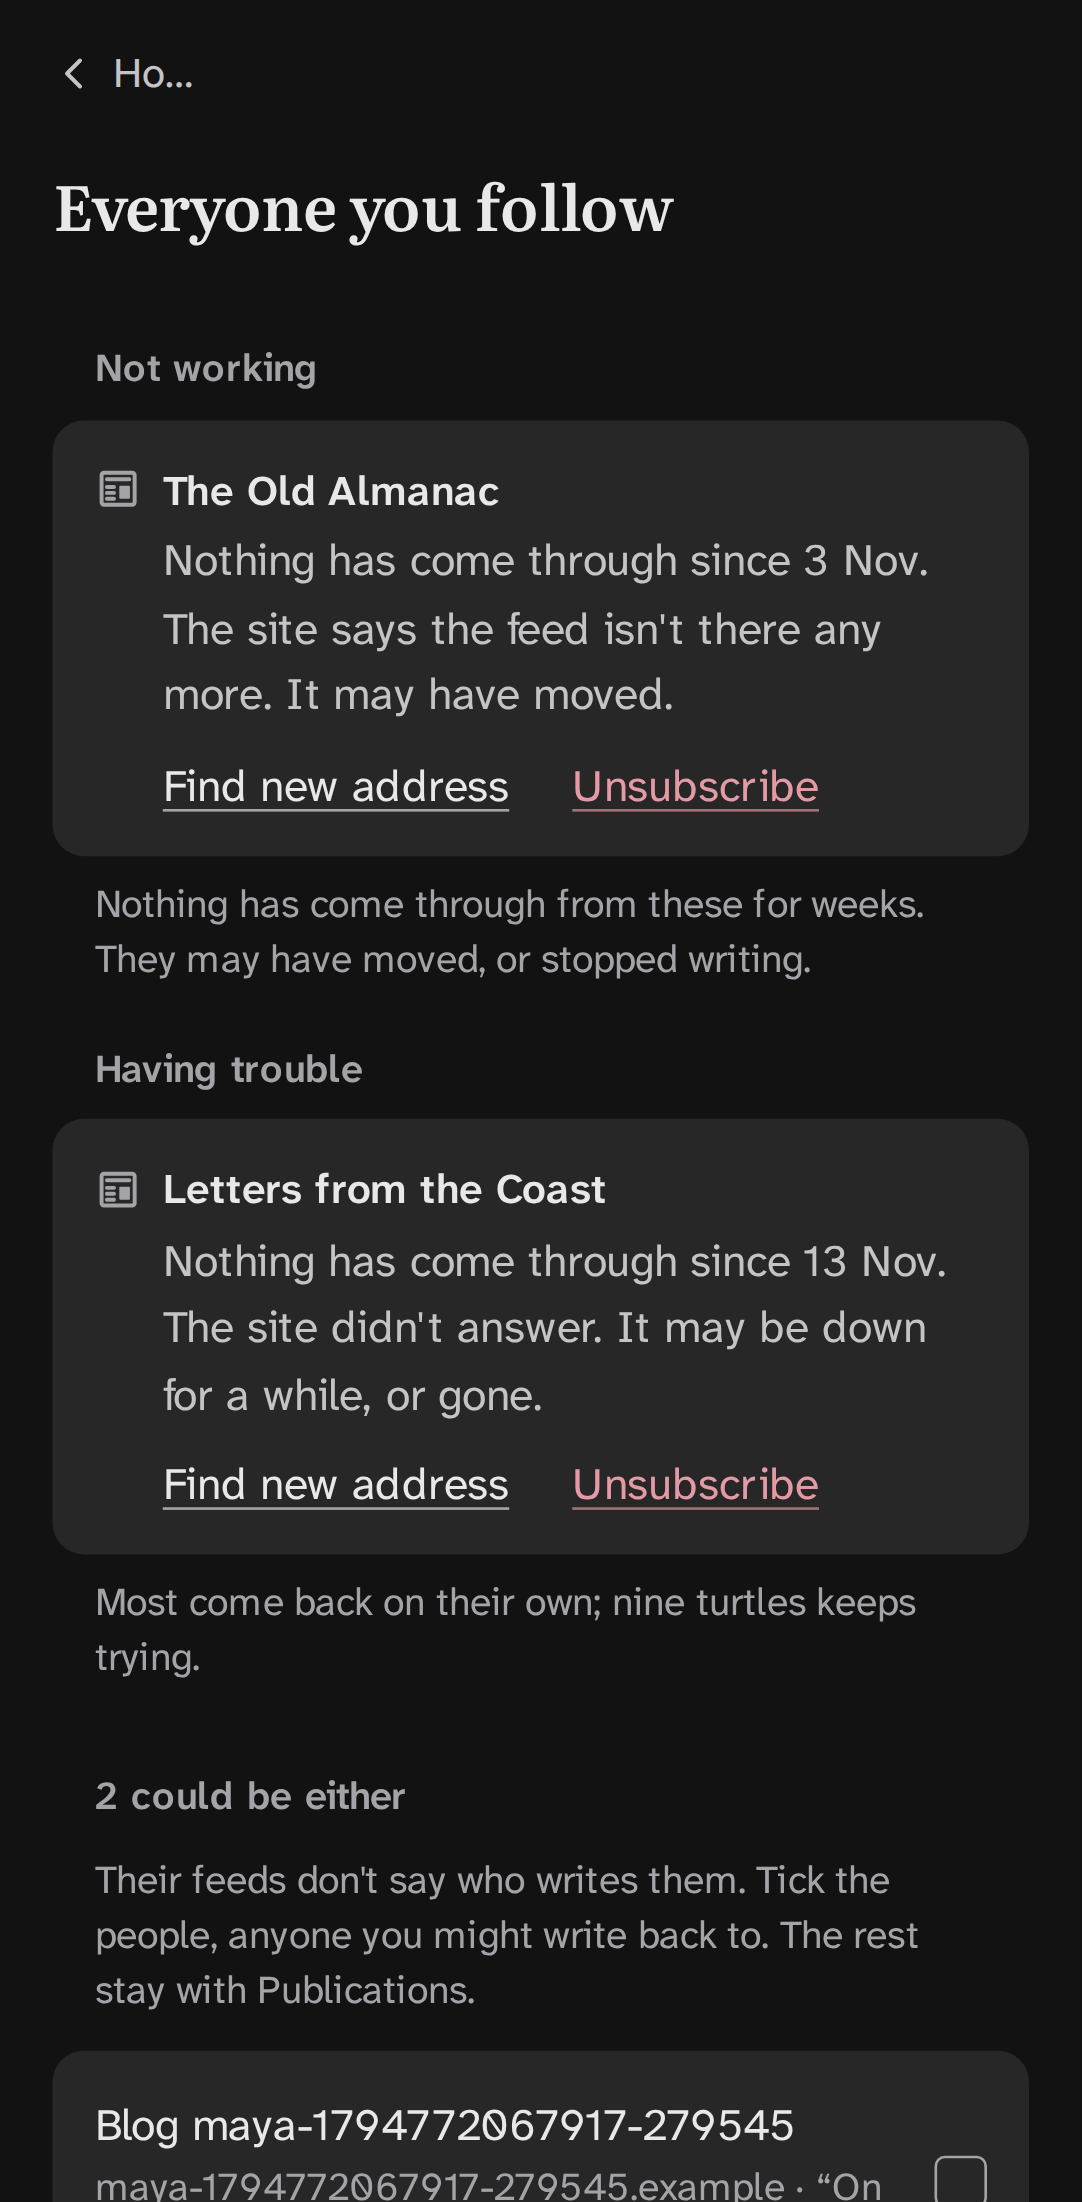 Ho...
Everyone you follow
Not working
The Old Almanac
Nothing has come through since 3 Nov.
The site says the feed isn't there any
more. It may have moved.
Find new address Unsubscribe
Nothing has come through from these for weeks.
They may have moved, or stopped writing.
Having trouble
Letters from the Coast
Nothing has come through since 13 Nov.
The site didn't answer. It may be down
for a while, or gone.
Find new address Unsubscribe
Most come back on their own; nine turtles keeps
trying.
2 could be either
Their feeds don't say who writes them. Tick the
people, anyone you might write back to. The rest
stay with Publications.
Blog maya-1794772067917-279545
maya-1794772067917-279545.example · “On